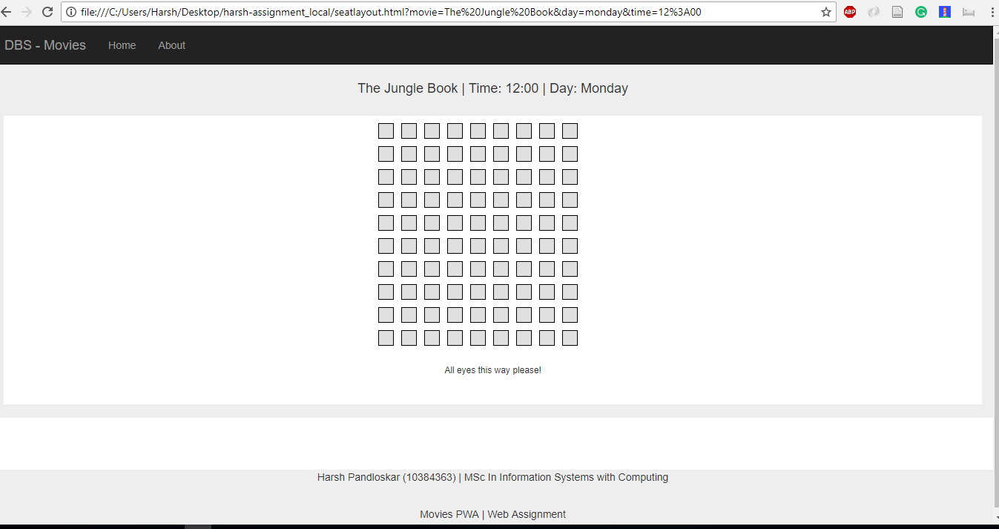 file:///C:/Users/Harsh/Desktop/harsh-assignment_local/seatlayout.html?movie=The%20Jungle%20Book&day=monday&time=12%3A00
ABP
DBS - Movies Home About
The Jungle Book | Time: 12:00 | Day: Monday
All eyes this way please!
Harsh Pandloskar (10384363) | MSc In Information Systems with Computing
Movies PWA | Web Assignment